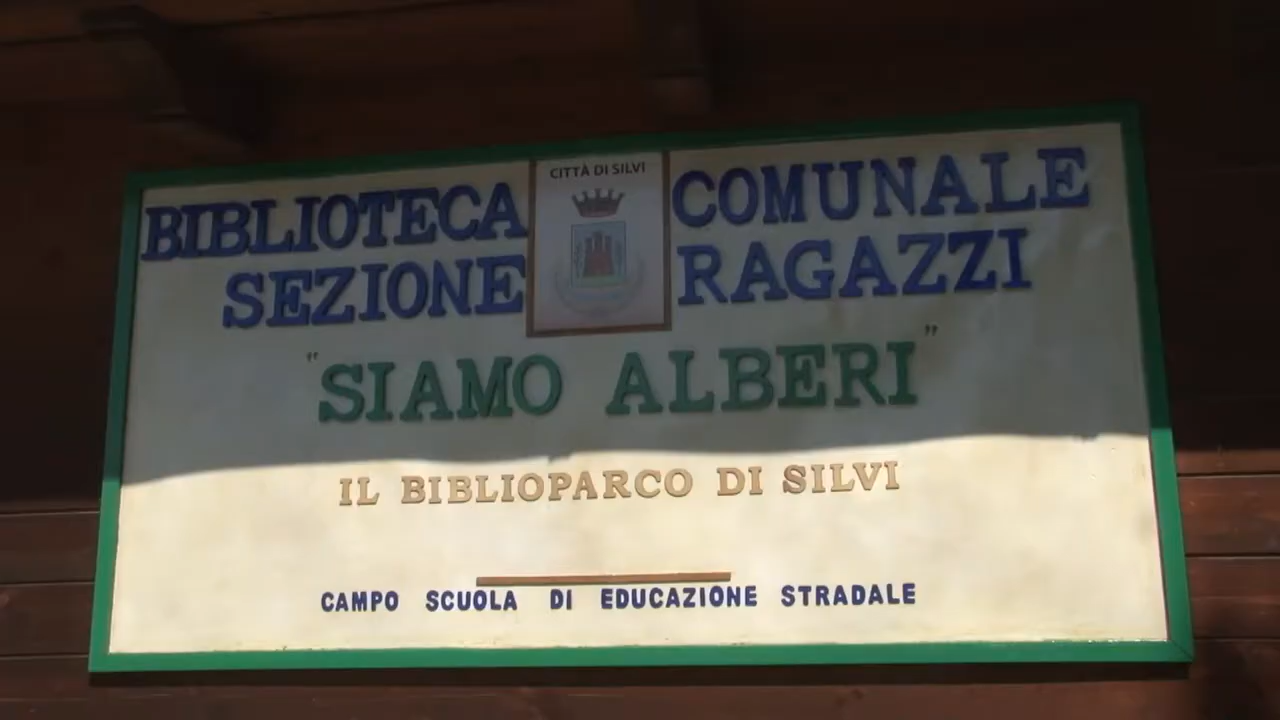 CITTÀ DI SILVI
BIBLIOTECA COMUNALE
SEZIONE RAGAZZI
"SIAMO ALBERI"
IL BIBLIOPARCO DI SILVI
CAMPO SCUOLA DI EDUCAZIONE STRADALE